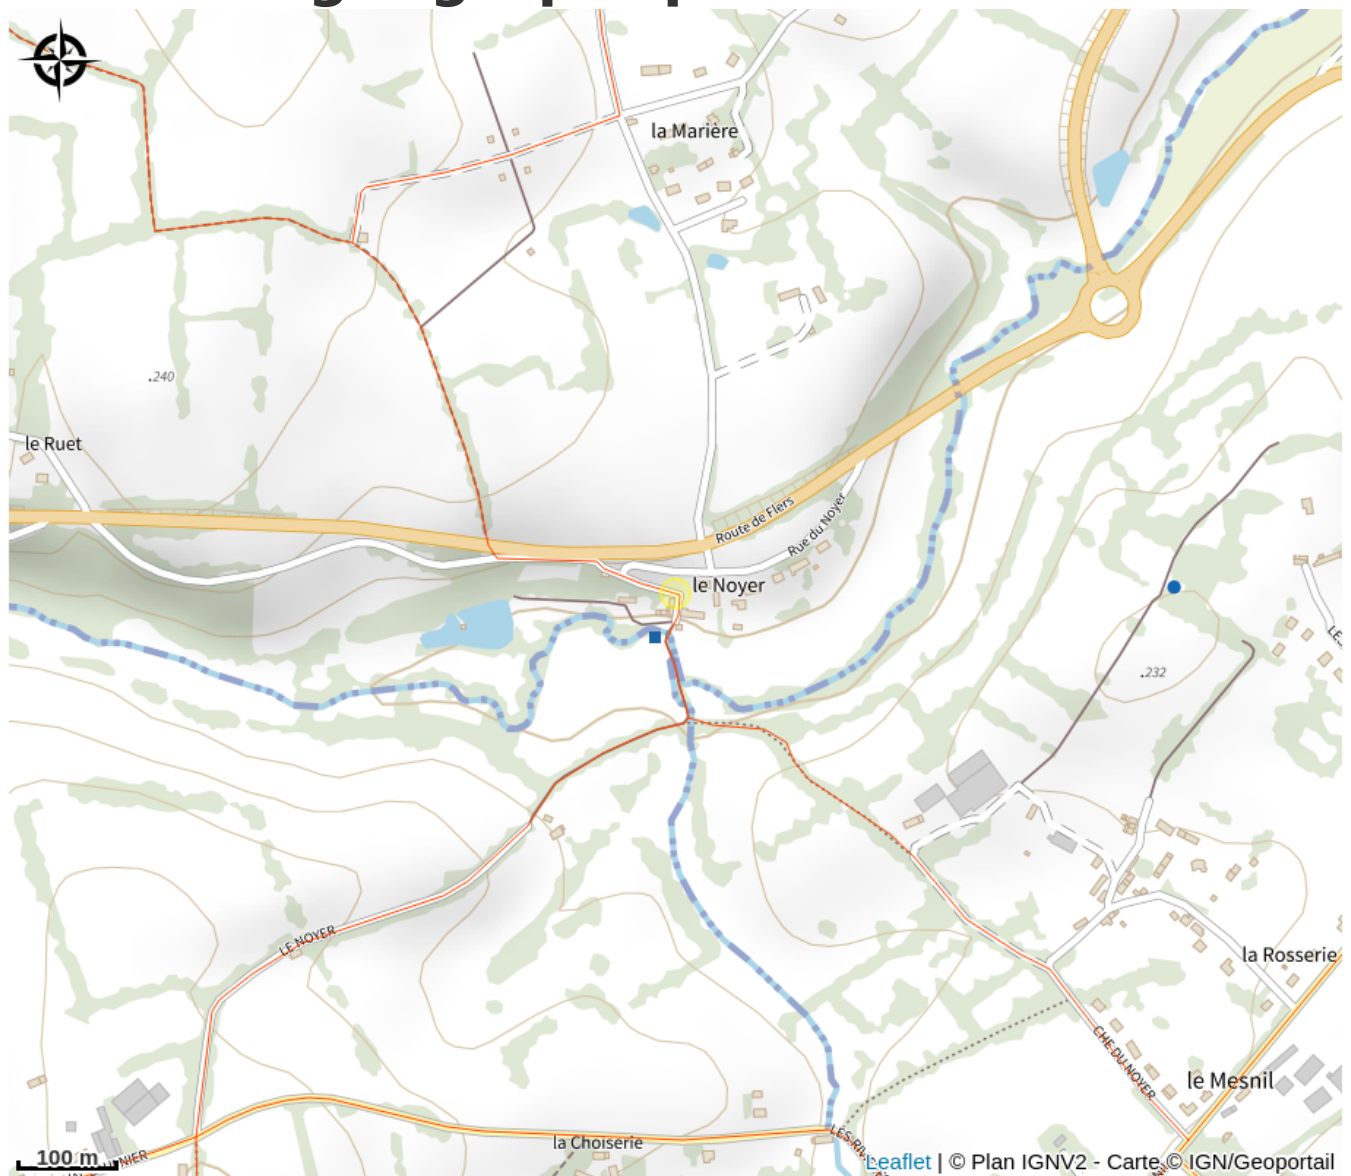 la Marière
.240
le Ruet
Route de Flers
Rue du Noyer
le Noyer
.232
LE NOYER
la Rosserie
CHE DU NOYER
le Mesnil
la Choiserie
100 m
Leaflet | © Plan IGNV2 - Carte © IGN/Geoportail